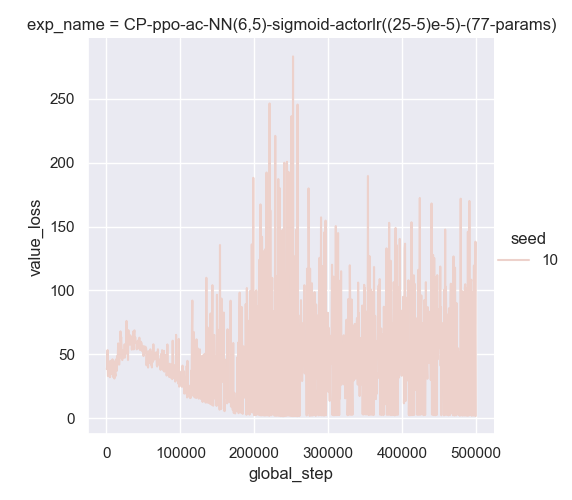 exp_name = CP-ppo-ac-NN(6,5)-sigmoid-actorlr((25-5)e-5)-(77-params)
250
200
150
100
50
0
value_loss
0 100000 200000 300000 400000 500000
global_step
seed
10